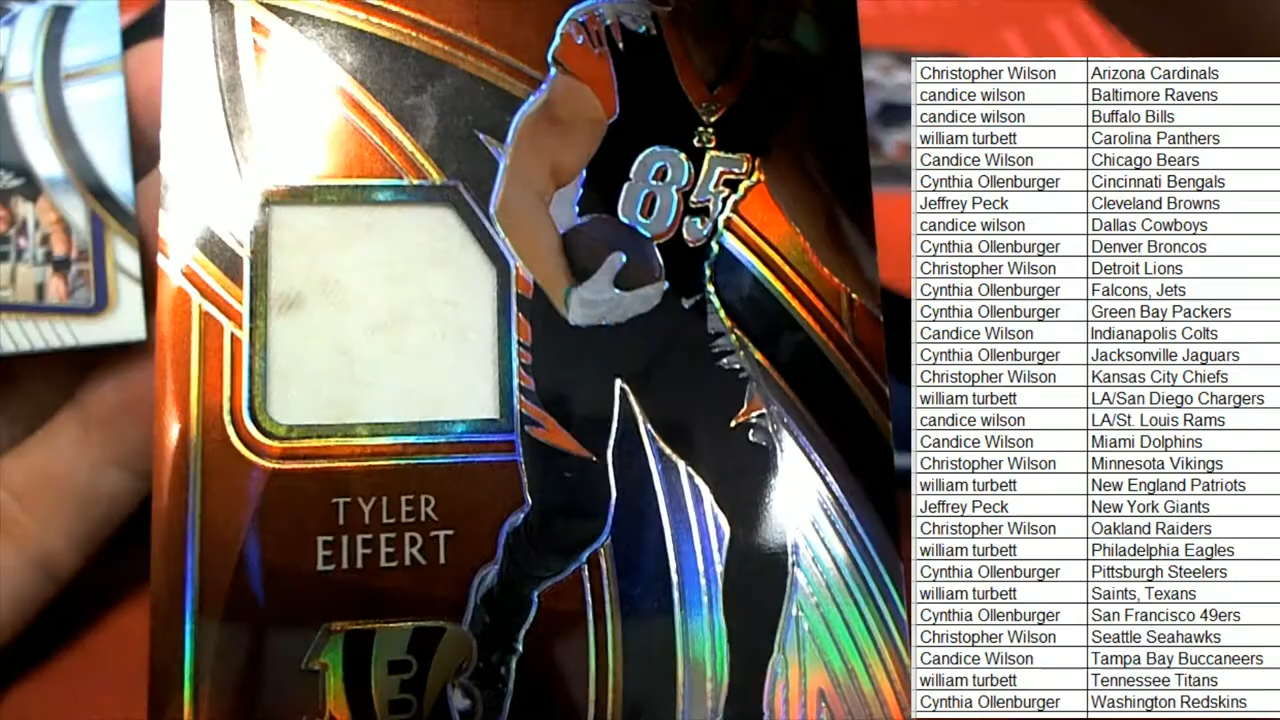 85
TYLER
EIFERT
B
Christopher Wilson Arizona Cardinals
candice wilson Baltimore Ravens
candice wilson Buffalo Bills
william turbett Carolina Panthers
Candice Wilson Chicago Bears
Cynthia Ollenburger Cincinnati Bengals
Jeffrey Peck Cleveland Browns
candice wilson Dallas Cowboys
Cynthia Ollenburger Denver Broncos
Christopher Wilson Detroit Lions
Cynthia Ollenburger Falcons, Jets
Cynthia Ollenburger Green Bay Packers
Candice Wilson Indianapolis Colts
Cynthia Ollenburger Jacksonville Jaguars
Christopher Wilson Kansas City Chiefs
william turbett LA/San Diego Chargers
candice wilson LA/St. Louis Rams
Candice Wilson Miami Dolphins
Christopher Wilson Minnesota Vikings
william turbett New England Patriots
Jeffrey Peck New York Giants
Christopher Wilson Oakland Raiders
william turbett Philadelphia Eagles
Cynthia Ollenburger Pittsburgh Steelers
william turbett Saints, Texans
Cynthia Ollenburger San Francisco 49ers
Christopher Wilson Seattle Seahawks
Candice Wilson Tampa Bay Buccaneers
william turbett Tennessee Titans
Cynthia Ollenburger Washington Redskins